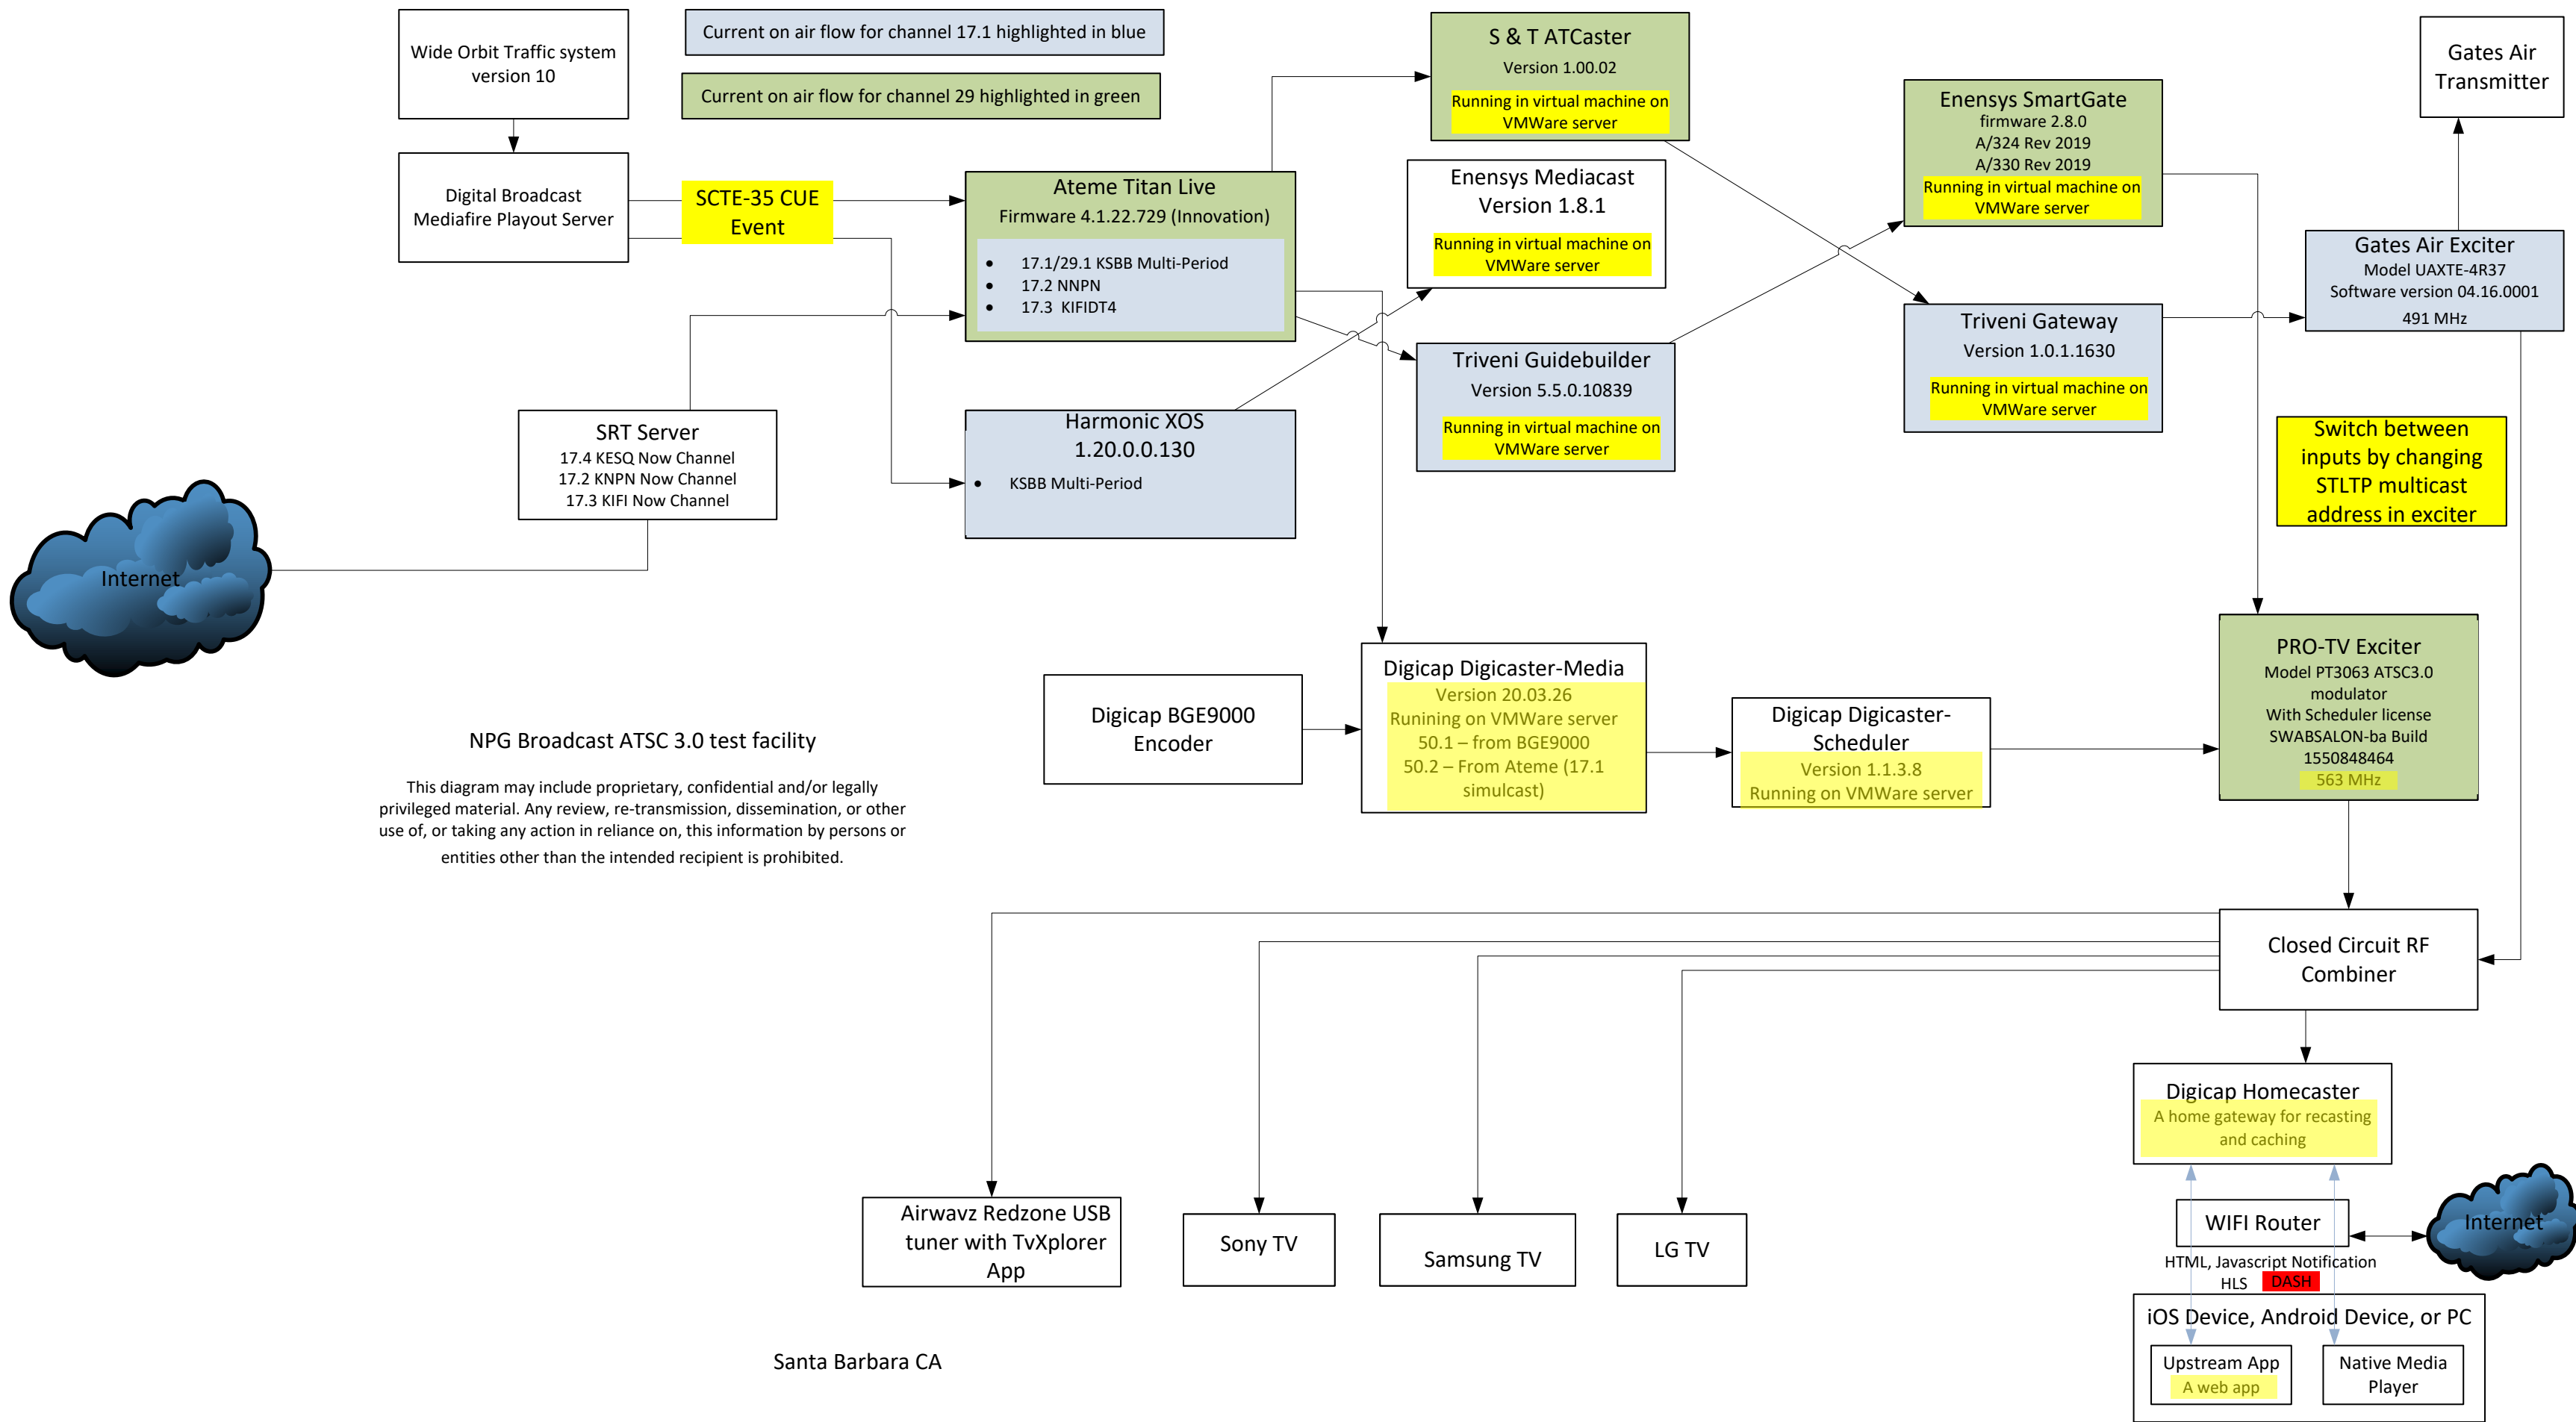 Wide Orbit Traffic system
version 10
Current on air flow for channel 17.1 highlighted in blue
Current on air flow for channel 29 highlighted in green
S & T ATCaster
Version 1.00.02
Running in virtual machine on
VMWare server
Gates Air
Transmitter
Enensys SmartGate
firmware 2.8.0
A/324 Rev 2019
A/330 Rev 2019
Running in virtual machine on
VMWare server
Digital Broadcast
Mediafire Playout Server
SCTE-35 CUE
Event
Ateme Titan Live
Firmware 4.1.22.729 (Innovation)
• 17.1/29.1 KSBB Multi-Period
• 17.2 NNPN
• 17.3 KIFIDT4
Enensys Mediacast
Version 1.8.1
Running in virtual machine on
VMWare server
Gates Air Exciter
Model UAXTE-4R37
Software version 04.16.0001
491 MHz
Triveni Guidebuilder
Version 5.5.0.10839
Running in virtual machine on
VMWare server
Triveni Gateway
Version 1.0.1.1630
Running in virtual machine on
VMWare server
SRT Server
17.4 KESQ Now Channel
17.2 KNPN Now Channel
17.3 KIFI Now Channel
Harmonic XOS
1.20.0.0.130
• KSBB Multi-Period
Switch between
inputs by changing
STLTP multicast
address in exciter
Internet
NPG Broadcast ATSC 3.0 test facility
This diagram may include proprietary, confidential and/or legally
privileged material. Any review, re-transmission, dissemination, or other
use of, or taking any action in reliance on, this information by persons or
entities other than the intended recipient is prohibited.
Digicap BGE9000
Encoder
Digicap Digicaster-Media
Version 20.03.26
Runining on VMWare server
50.1 – from BGE9000
50.2 – From Ateme (17.1
simulcast)
Digicap Digicaster-
Scheduler
Version 1.1.3.8
Running on VMWare server
PRO-TV Exciter
Model PT3063 ATSC3.0
modulator
With Scheduler license
SWABSALON-ba Build
1550848464
563 MHz
Closed Circuit RF
Combiner
Digicap Homecaster
A home gateway for recasting
and caching
Airwavz Redzone USB
tuner with TvXplorer
App
Sony TV
Samsung TV
LG TV
WIFI Router
Internet
HTML, Javascript Notification
HLS DASH
iOS Device, Android Device, or PC
Upstream App
A web app
Native Media
Player
Santa Barbara CA